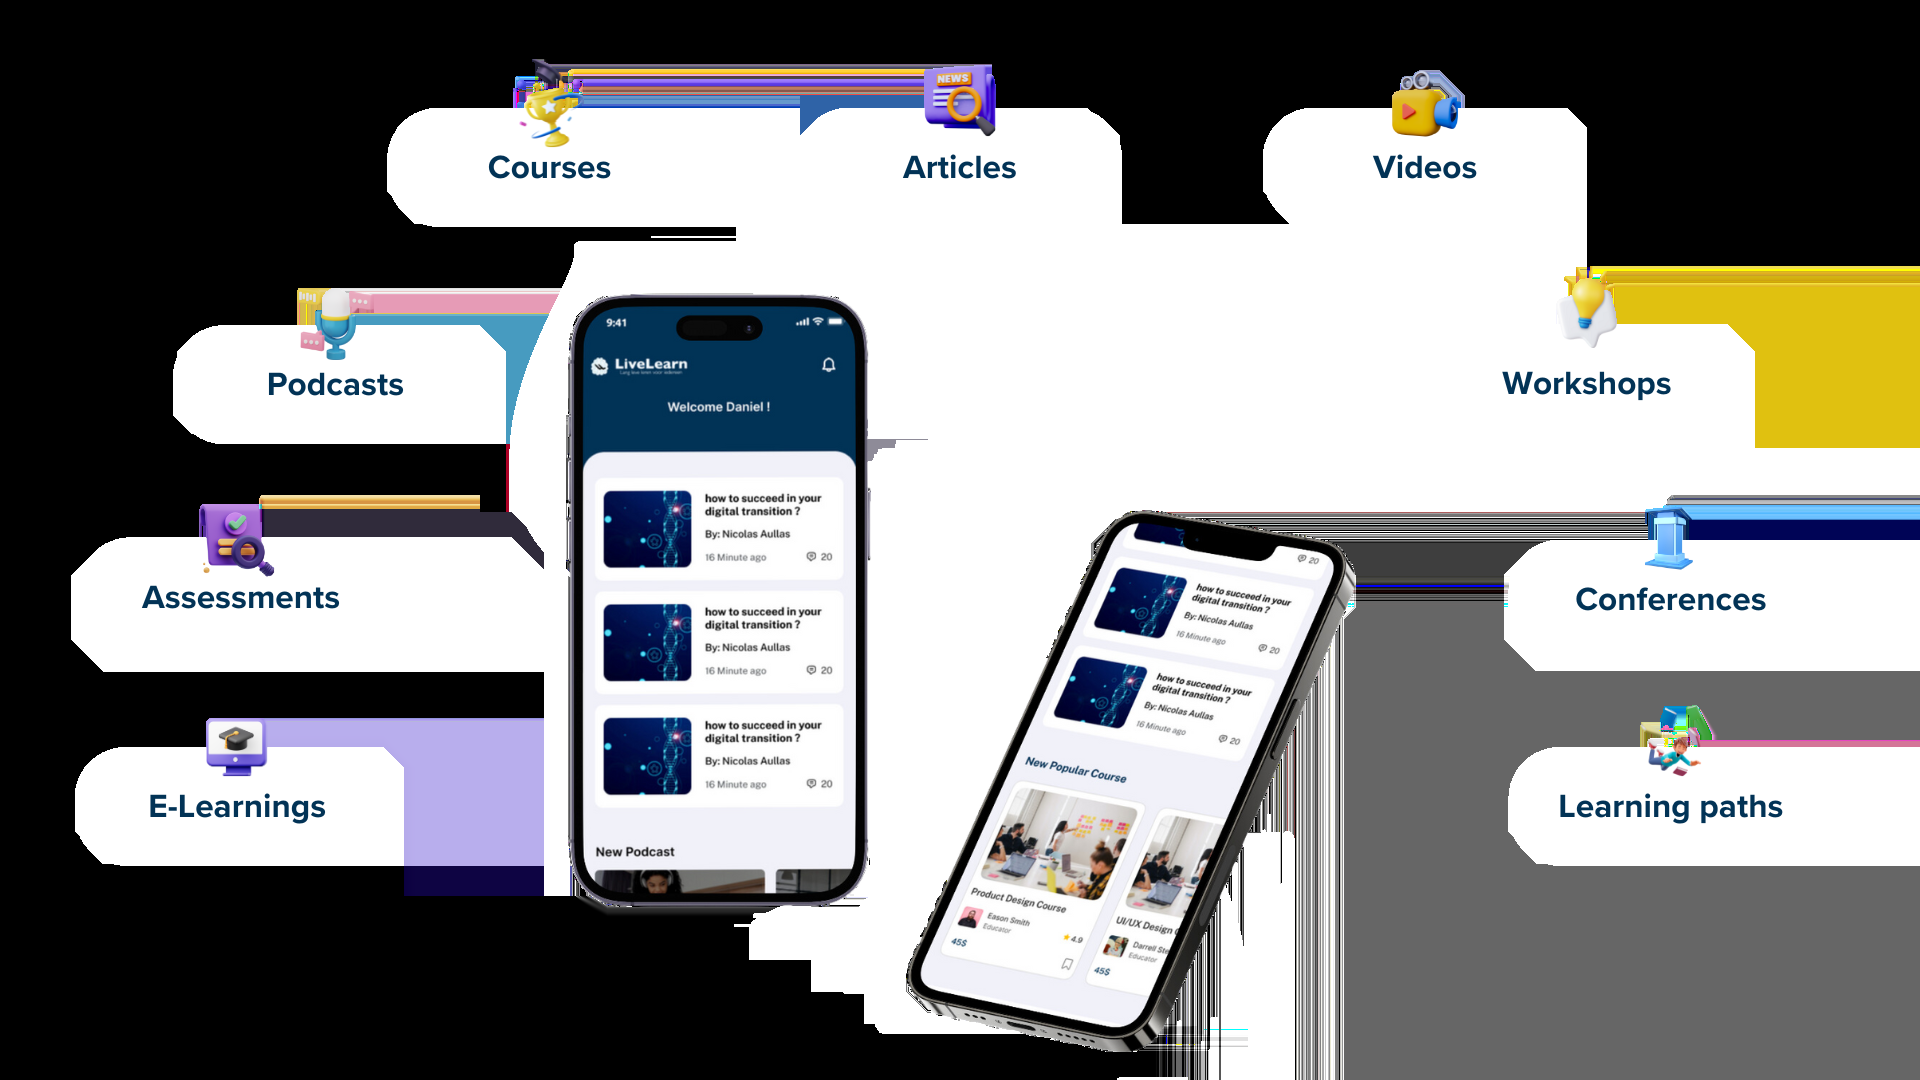 NEWS
Courses
Articles
Videos
Podcasts
Workshops
Assessments
Conferences
E-Learnings
Learning paths
9:41
LiveLearn
Welcome Daniel !
how to succeed in your
digital transition ?
By: Nicolas Aullas
16 Minute ago
20
how to succeed in your
digital transition ?
By: Nicolas Aullas
16 Minute ago
20
how to succeed in your
digital transition ?
By: Nicolas Aullas
16 Minute ago
20
New Podcast
20
how to succeed in your
digital transition ?
By: Nicolas Aullas
16 Minute ago
20
how to succeed in your
digital transition ?
By: Nicolas Aullas
16 Minute ago
20
New Popular Course
Product Design Course
Eason Smith
Educator
4.9
45$
UI/UX Design
Darrell Ste
Educator
45$